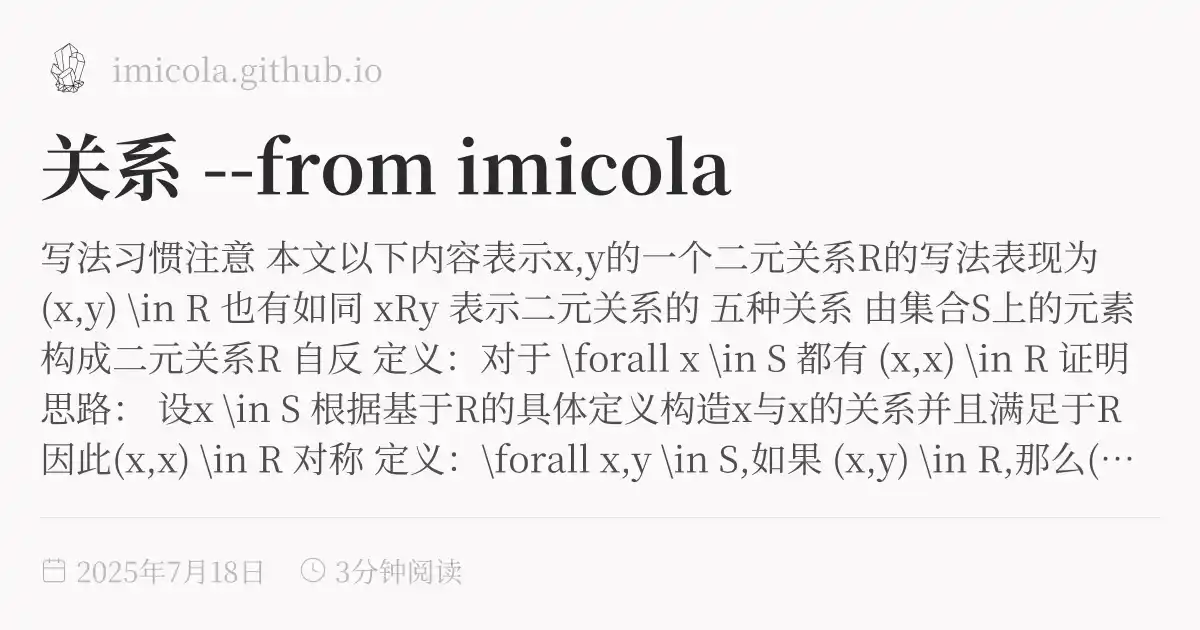 imicola.github.io
关系 --from imicola
写法习惯注意 本文以下内容表示x,y的一个二元关系R的写法表现为
(x,y) \in R 也有如同 xRy 表示二元关系的 五种关系 由集合S上的元素
构成二元关系R 自反 定义：对于 \forall x \in S 都有 (x,x) \in R 证明
思路： 设x \in S 根据基于R的具体定义构造x与x的关系并且满足于R
因此(x,x) \in R 对称 定义：\forall x,y \in S,如果 (x,y) \in R,那么(…
2025年7月18日 3分钟阅读